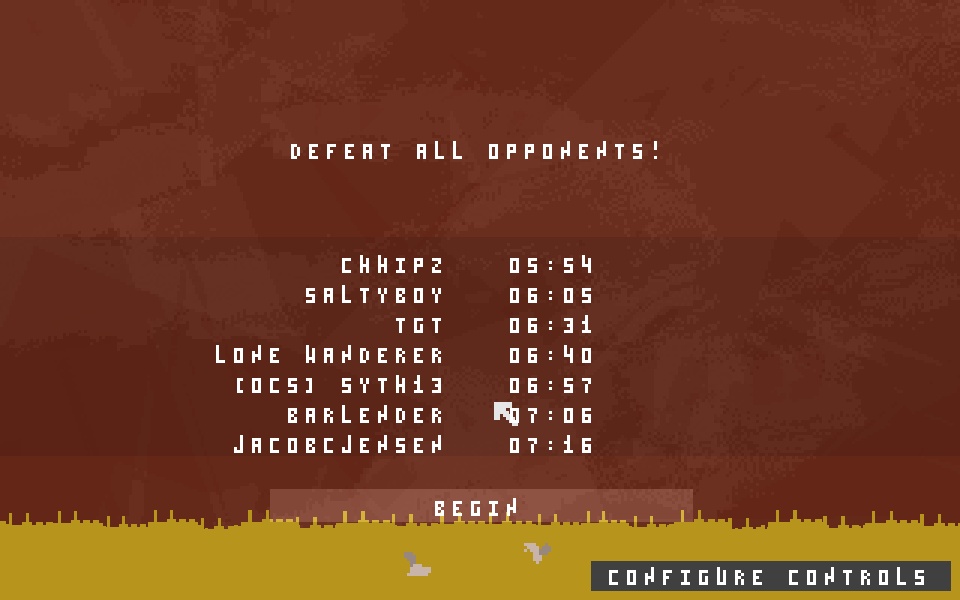 DEFEAT ALL OPPONENTS!
CHHIPZ 05:54
SALTYBOY 06:05
TGT 06:31
LONE WANDERER 06:40
[OCS] SYTH13 06:57
BARLENDER 07:06
JACOBCJENSEN 07:16
BEGIN
CONFIGURE CONTROLS